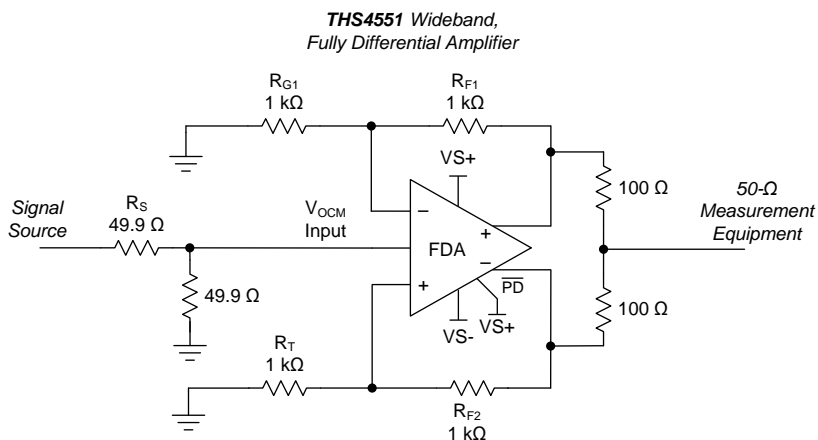 THS4551 Wideband,
Fully Differential Amplifier
RG1
1 kΩ
RF1
1 kΩ
VS+
100 Ω
50-Ω
Measurement
Equipment
Signal
Source
RS
49.9 Ω
VOCM
Input
−
+
FDA
+
−
PD
49.9 Ω
VS-
VS+
100 Ω
RT
1 kΩ
RF2
1 kΩ